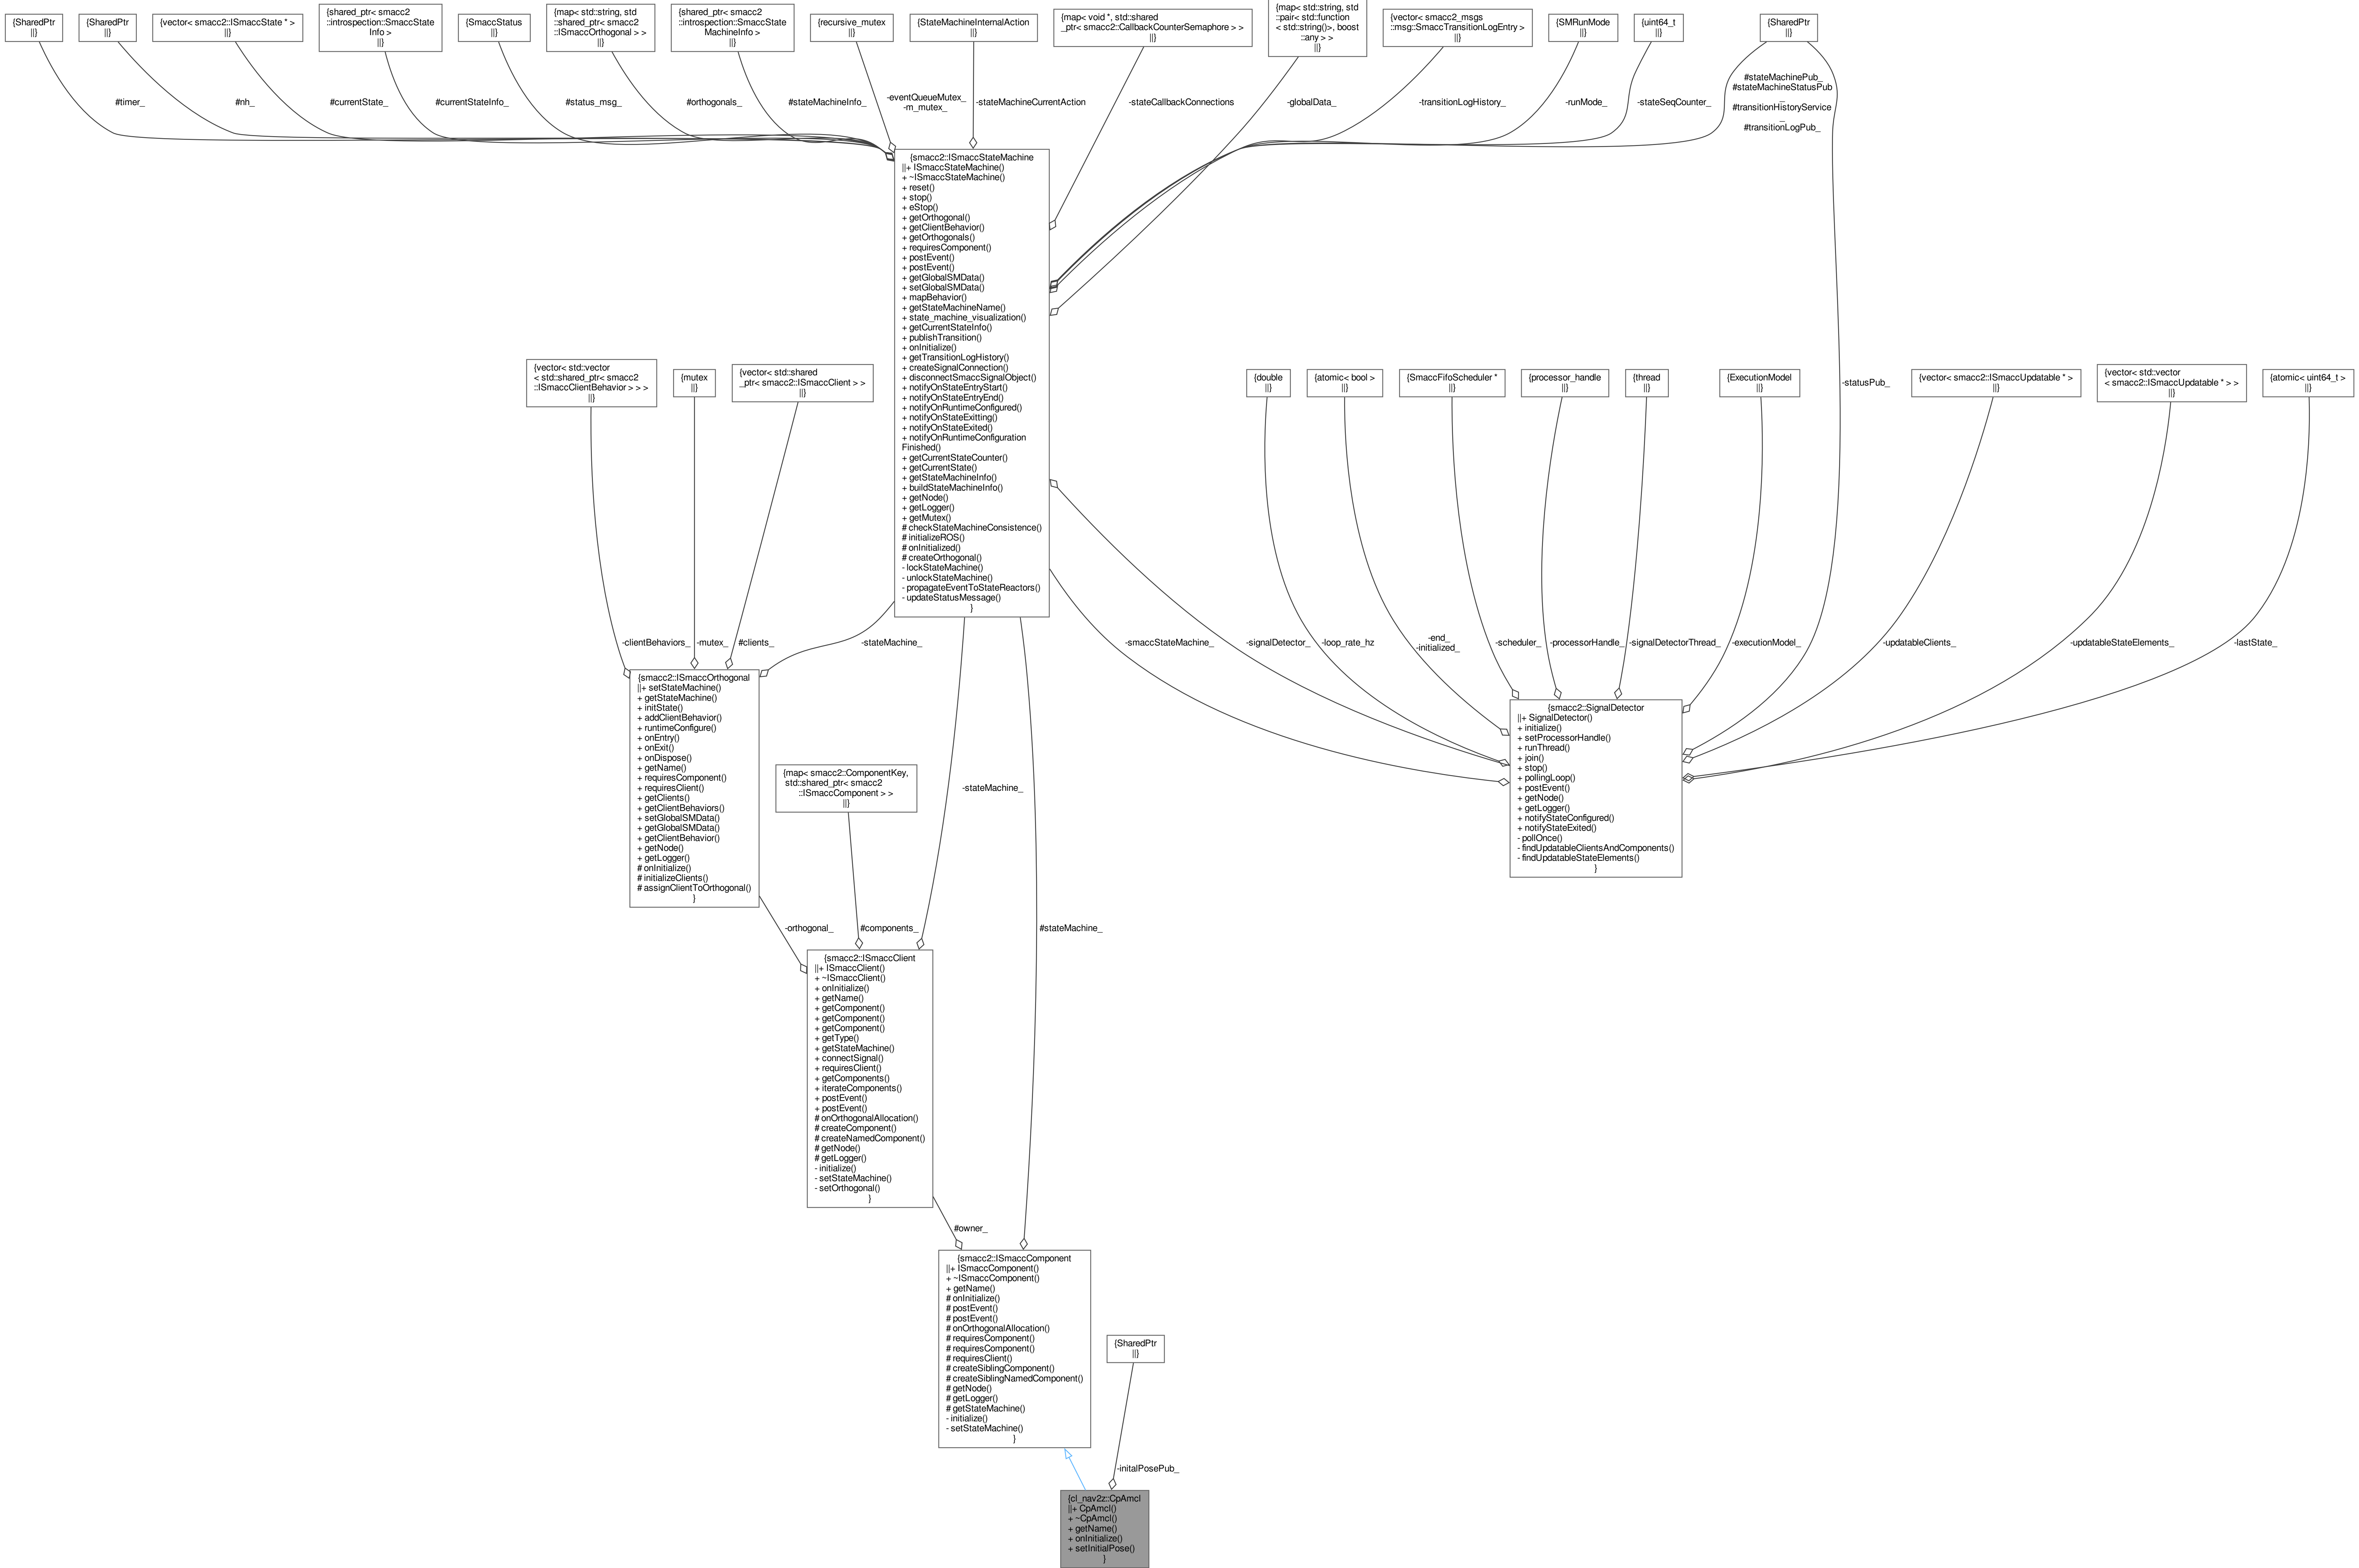 {SharedPtr
||}
{SharedPtr
||}
{vector< smacc2::ISmaccState * >
||}
{shared_ptr< smacc2
::introspection::SmaccState
Info >
||}
{SmaccStatus
||}
{map< std::string, std
::shared_ptr< smacc2
::ISmaccOrthogonal > >
||}
{shared_ptr< smacc2
::introspection::SmaccState
MachineInfo >
||}
{recursive_mutex
||}
{StateMachineInternalAction
||}
{map< void *, std::shared
_ptr< smacc2::CallbackCounterSemaphore > >
||}
{map< std::string, std
::pair< std::function
< std::string()>, boost
::any > >
||}
{vector< smacc2_msgs
::msg::SmaccTransitionLogEntry >
||}
{SMRunMode
||}
{uint64_t
||}
{SharedPtr
||}
#timer_
#nh_
#currentState_
#currentStateInfo_
#status_msg_
#orthogonals_
#stateMachineInfo_
-eventQueueMutex_
-m_mutex_
-stateMachineCurrentAction
-stateCallbackConnections
-globalData_
-transitionLogHistory_
-runMode_
-stateSeqCounter_
#stateMachinePub_
#stateMachineStatusPub
_
#transitionHistoryService
_
#transitionLogPub_
{smacc2::ISmaccStateMachine
||+ ISmaccStateMachine()
+ ~ISmaccStateMachine()
+ reset()
+ stop()
+ eStop()
+ getOrthogonal()
+ getClientBehavior()
+ getOrthogonals()
+ requiresComponent()
+ postEvent()
+ postEvent()
+ getGlobalSMData()
+ setGlobalSMData()
+ mapBehavior()
+ getStateMachineName()
+ state_machine_visualization()
+ getCurrentStateInfo()
+ publishTransition()
+ onInitialize()
+ getTransitionLogHistory()
+ createSignalConnection()
+ disconnectSmaccSignalObject()
+ notifyOnStateEntryStart()
+ notifyOnStateEntryEnd()
+ notifyOnRuntimeConfigured()
+ notifyOnStateExitting()
+ notifyOnStateExited()
+ notifyOnRuntimeConfiguration
Finished()
+ getCurrentStateCounter()
+ getCurrentState()
+ getStateMachineInfo()
+ buildStateMachineInfo()
+ getNode()
+ getLogger()
+ getMutex()
# checkStateMachineConsistence()
# initializeROS()
# onInitialized()
# createOrthogonal()
- lockStateMachine()
- unlockStateMachine()
- propagateEventToStateReactors()
- updateStatusMessage()
}
{vector< std::vector
< std::shared_ptr< smacc2
::ISmaccClientBehavior > > >
||}
{mutex
||}
{vector< std::shared
_ptr< smacc2::ISmaccClient > >
||}
{double
||}
{atomic< bool >
||}
{SmaccFifoScheduler *
||}
{processor_handle
||}
{thread
||}
{ExecutionModel
||}
-statusPub_
{vector< smacc2::ISmaccUpdatable * >
||}
{vector< std::vector
< smacc2::ISmaccUpdatable * > >
||}
{atomic< uint64_t >
||}
-clientBehaviors_
-mutex_
#clients_
-stateMachine_
-smaccStateMachine_
-signalDetector_
-loop_rate_hz
-end_
-initialized_
-scheduler_
-processorHandle_
-signalDetectorThread_
-executionModel_
-updatableClients_
-updatableStateElements_
-lastState_
{smacc2::ISmaccOrthogonal
||+ setStateMachine()
+ getStateMachine()
+ initState()
+ addClientBehavior()
+ runtimeConfigure()
+ onEntry()
+ onExit()
+ onDispose()
+ getName()
+ requiresComponent()
+ requiresClient()
+ getClients()
+ getClientBehaviors()
+ setGlobalSMData()
+ getGlobalSMData()
+ getClientBehavior()
+ getNode()
+ getLogger()
# onInitialize()
# initializeClients()
# assignClientToOrthogonal()
}
{smacc2::SignalDetector
||+ SignalDetector()
+ initialize()
+ setProcessorHandle()
+ runThread()
+ join()
+ stop()
+ pollingLoop()
+ postEvent()
+ getNode()
+ getLogger()
+ notifyStateConfigured()
+ notifyStateExited()
- pollOnce()
- findUpdatableClientsAndComponents()
- findUpdatableStateElements()
}
{map< smacc2::ComponentKey,
std::shared_ptr< smacc2
::ISmaccComponent > >
||}
-stateMachine_
-orthogonal_
#components_
#stateMachine_
{smacc2::ISmaccClient
||+ ISmaccClient()
+ ~ISmaccClient()
+ onInitialize()
+ getName()
+ getComponent()
+ getComponent()
+ getComponent()
+ getType()
+ getStateMachine()
+ connectSignal()
+ requiresClient()
+ getComponents()
+ iterateComponents()
+ postEvent()
+ postEvent()
# onOrthogonalAllocation()
# createComponent()
# createNamedComponent()
# getNode()
# getLogger()
- initialize()
- setStateMachine()
- setOrthogonal()
}
#owner_
{smacc2::ISmaccComponent
||+ ISmaccComponent()
+ ~ISmaccComponent()
+ getName()
# onInitialize()
# postEvent()
# postEvent()
# onOrthogonalAllocation()
# requiresComponent()
# requiresComponent()
# requiresClient()
# createSiblingComponent()
# createSiblingNamedComponent()
# getNode()
# getLogger()
# getStateMachine()
- initialize()
- setStateMachine()
}
{SharedPtr
||}
-initalPosePub_
{cl_nav2z::CpAmcl
||+ CpAmcl()
+ ~CpAmcl()
+ getName()
+ onInitialize()
+ setInitialPose()
}